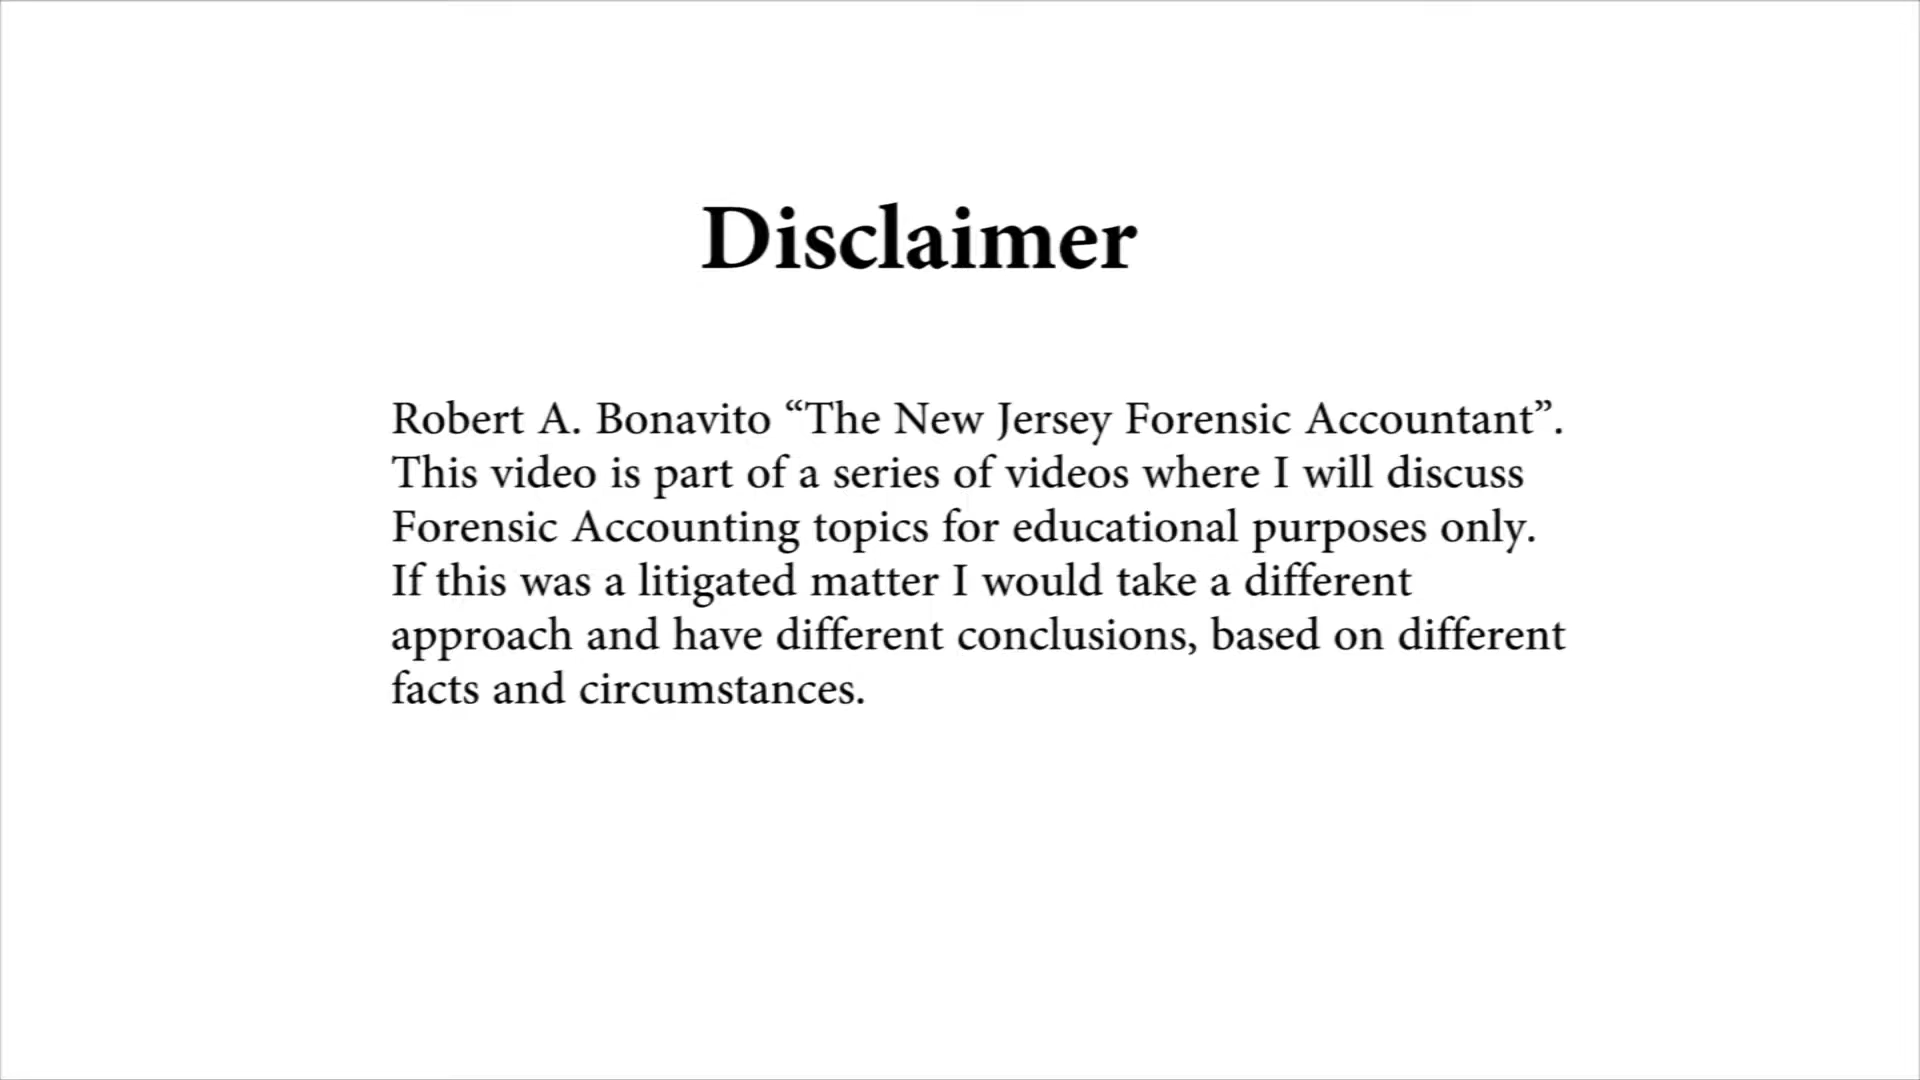 Disclaimer
Robert A. Bonavito “The New Jersey Forensic Accountant”.
This video is part of a series of videos where I will discuss
Forensic Accounting topics for educational purposes only.
If this was a litigated matter I would take a different
approach and have different conclusions, based on different
facts and circumstances.